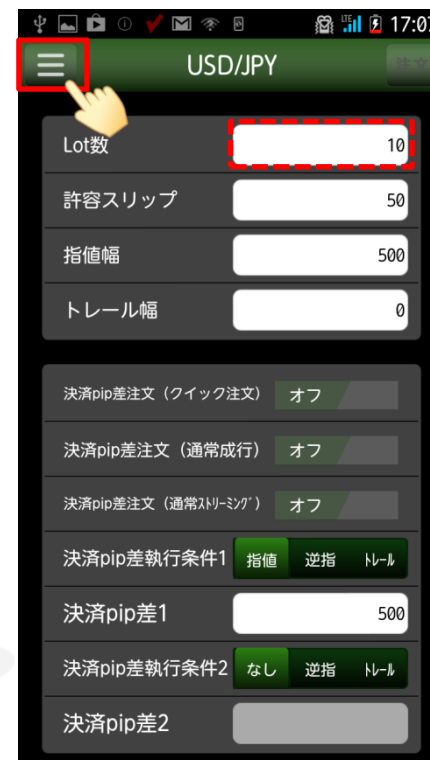 LTE 17:07
USD/JPY
注文
Lot数 10
許容スリップ 50
指値幅 500
トレール幅 0
決済pip差注文（クイック注文） オフ
決済pip差注文（通常成行） オフ
決済pip差注文（通常ｽﾄﾘｰﾐﾝｸﾞ） オフ
決済pip差執行条件1 指値 逆指 ﾄﾚｰﾙ
決済pip差1 500
決済pip差執行条件2 なし 逆指 ﾄﾚｰﾙ
決済pip差2